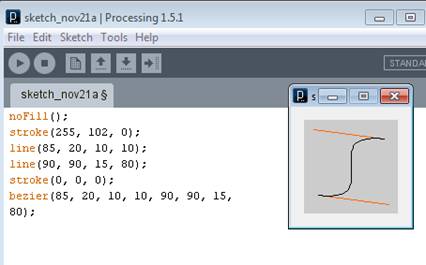 sketch_nov21a | Processing 1.5.1
File Edit Sketch Tools Help
STANDA
sketch_nov21a §
s
noFill();
stroke(255, 102, 0);
line(85, 20, 10, 10);
line(90, 90, 15, 80);
stroke(0, 0, 0);
bezier(85, 20, 10, 10, 90, 90, 15,
80);